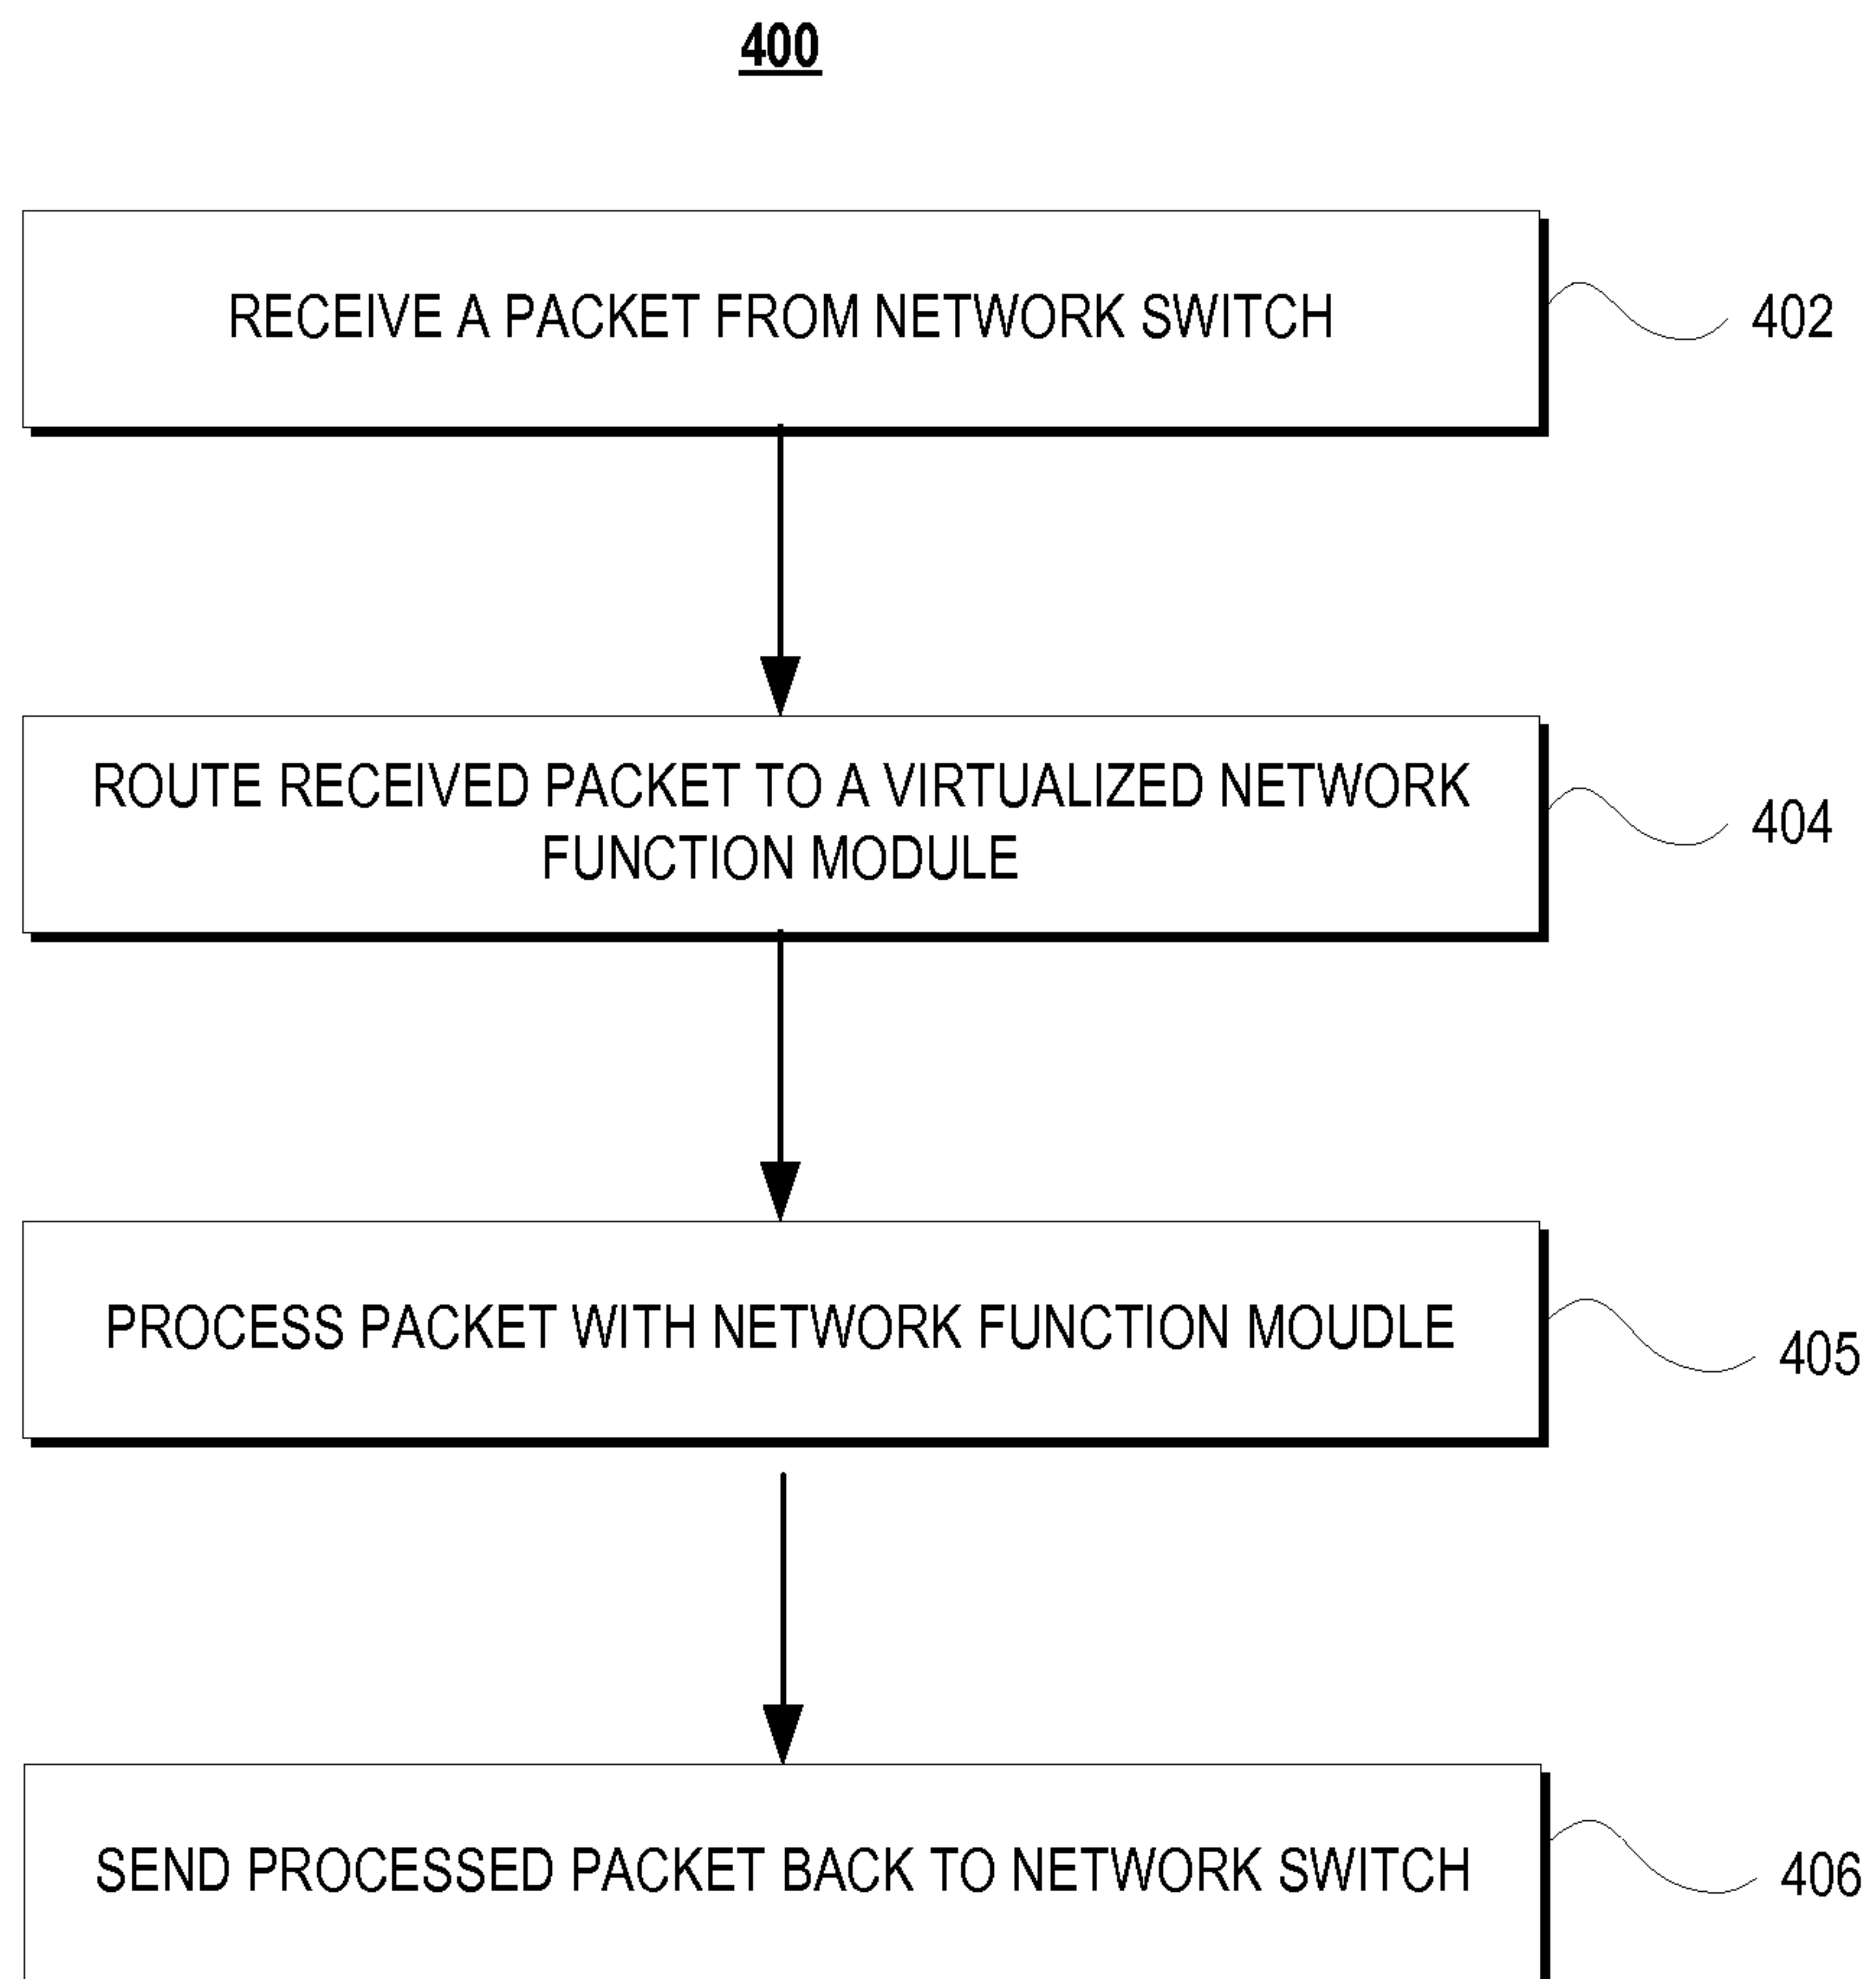 400
RECEIVE A PACKET FROM NETWORK SWITCH
402
ROUTE RECEIVED PACKET TO A VIRTUALIZED NETWORK
FUNCTION MODULE
404
PROCESS PACKET WITH NETWORK FUNCTION MOUDLE
405
SEND PROCESSED PACKET BACK TO NETWORK SWITCH
406